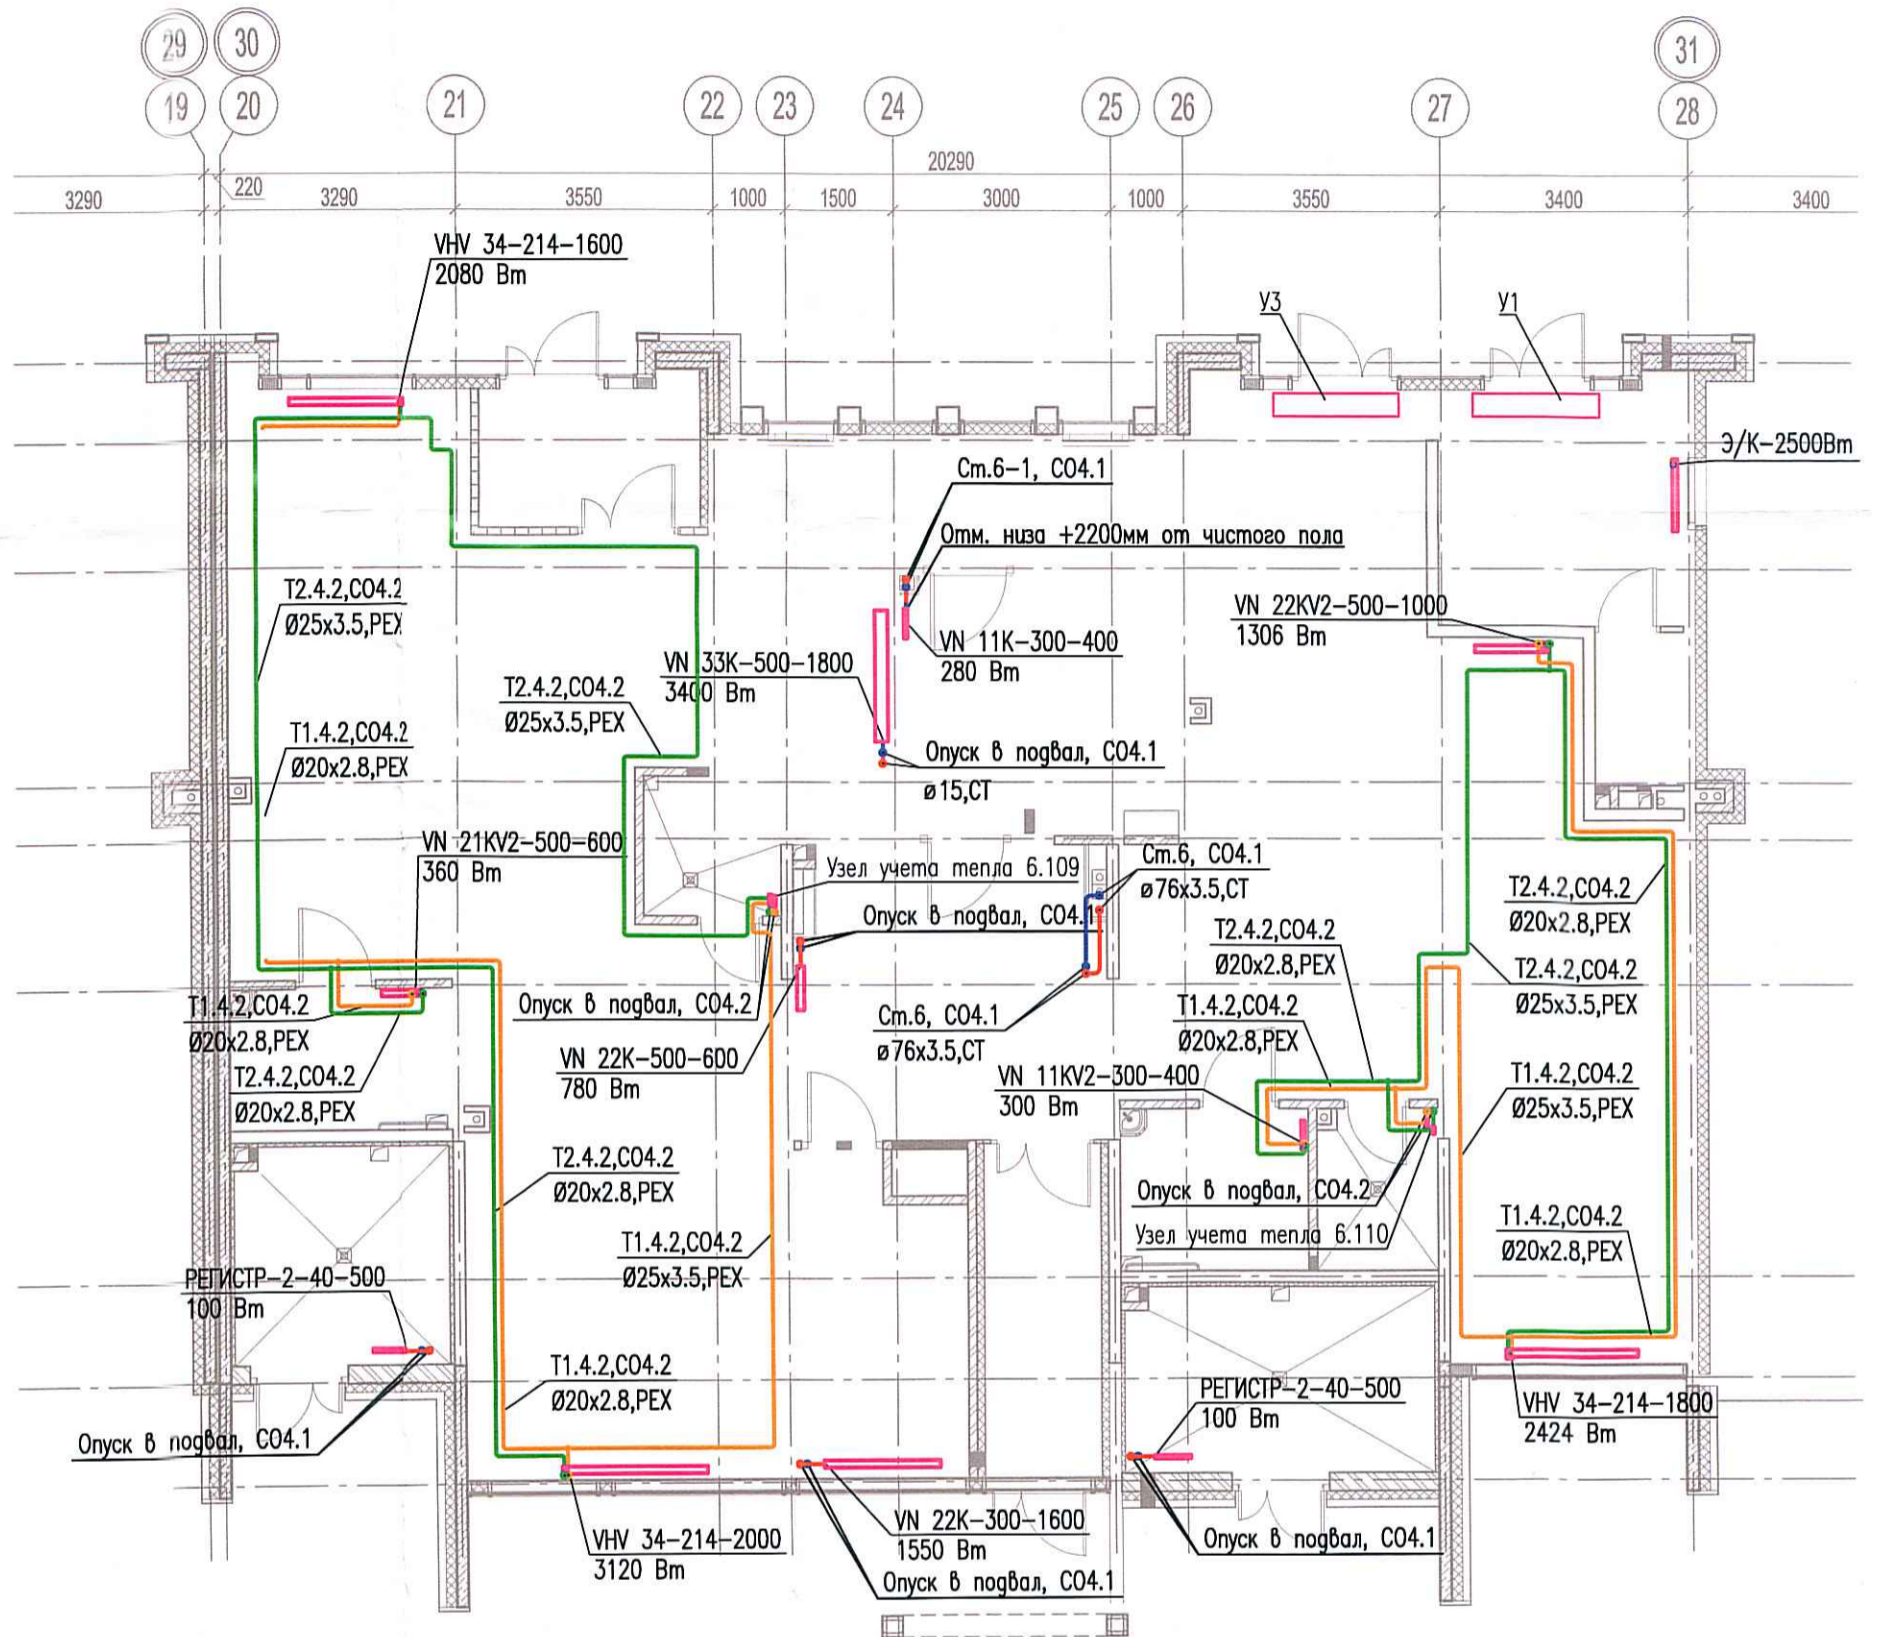 29 30 31
19 20 21 22 23 24 25 26 27 28
20290
3290 220 3290 3550 1000 1500 3000 1000 3550 3400 3400
VHV 34-214-1600
2080 Вт
У3
У1
Э/К-2500Вт
Ст.6-1, СО4.1
Отм. низа +2200мм от чистого пола
T2.4.2,CO4.2
Ø25x3.5,PEX
VN 22KV2-500-1000
1306 Вт
VN 11K-300-400
280 Вт
VN 33K-500-1800
3400 Вт
T2.4.2,CO4.2
Ø25x3.5,PEX
T1.4.2,CO4.2
Ø20x2.8,PEX
Опуск в подвал, СО4.1
ø15,СТ
VN 21KV2-500-600
360 Вт
Узел учета тепла 6.109
Ст.6, СО4.1
ø76x3.5,СТ
Опуск в подвал, СО4.1
T2.4.2,CO4.2
Ø20x2.8,PEX
T2.4.2,CO4.2
Ø20x2.8,PEX
T2.4.2,CO4.2
Ø25x3.5,PEX
T1.4.2,CO4.2
Ø20x2.8,PEX
Опуск в подвал, СО4.2
Ст.6, СО4.1
ø76x3.5,СТ
T1.4.2,CO4.2
Ø20x2.8,PEX
T2.4.2,CO4.2
Ø20x2.8,PEX
VN 22K-500-600
780 Вт
VN 11KV2-300-400
300 Вт
T1.4.2,CO4.2
Ø25x3.5,PEX
T2.4.2,CO4.2
Ø20x2.8,PEX
Опуск в подвал, СО4.2
Узел учета тепла 6.110
T1.4.2,CO4.2
Ø25x3.5,PEX
T1.4.2,CO4.2
Ø20x2.8,PEX
РЕГИСТР-2-40-500
100 Вт
T1.4.2,CO4.2
Ø20x2.8,PEX
РЕГИСТР-2-40-500
100 Вт
VHV 34-214-1800
2424 Вт
Опуск в подвал, СО4.1
VN 22K-300-1600
1550 Вт
VHV 34-214-2000
3120 Вт
Опуск в подвал, СО4.1
Опуск в подвал, СО4.1